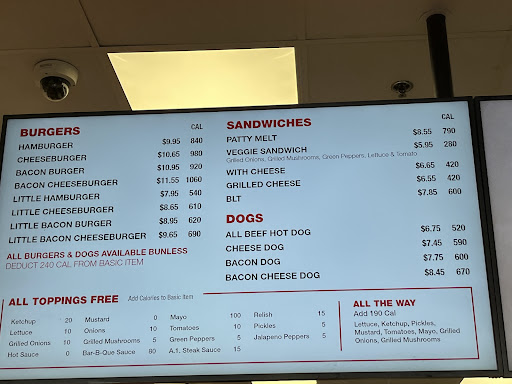 BURGERS CAL
HAMBURGER $9.95 840
CHEESEBURGER $10.65 980
BACON BURGER $10.95 920
BACON CHEESEBURGER $11.55 1060
LITTLE HAMBURGER $7.95 540
LITTLE CHEESEBURGER $8.65 610
LITTLE BACON BURGER $8.95 620
LITTLE BACON CHEESEBURGER $9.65 690
ALL BURGERS & DOGS AVAILABLE BUNLESS
DEDUCT 240 CAL FROM BASIC ITEM
SANDWICHES CAL
PATTY MELT $8.55 790
VEGGIE SANDWICH $5.95 280
Grilled Onions, Grilled Mushrooms, Green Peppers, Lettuce & Tomato
WITH CHEESE $6.65 420
GRILLED CHEESE $6.55 420
BLT $7.85 600
DOGS
ALL BEEF HOT DOG $6.75 520
CHEESE DOG $7.45 590
BACON DOG $7.75 600
BACON CHEESE DOG $8.45 670
ALL TOPPINGS FREE Add Calories to Basic Item
Ketchup 20 Mustard 0 Mayo 100 Relish 15
Lettuce 10 Onions 10 Tomatoes 10 Pickles 5
Grilled Onions 10 Grilled Mushrooms 5 Green Peppers 5 Jalapeno Peppers 5
Hot Sauce 0 Bar-B-Que Sauce 80 A.1. Steak Sauce 15
ALL THE WAY
Add 190 Cal
Lettuce, Ketchup, Pickles,
Mustard, Tomatoes, Mayo, Grilled
Onions, Grilled Mushrooms